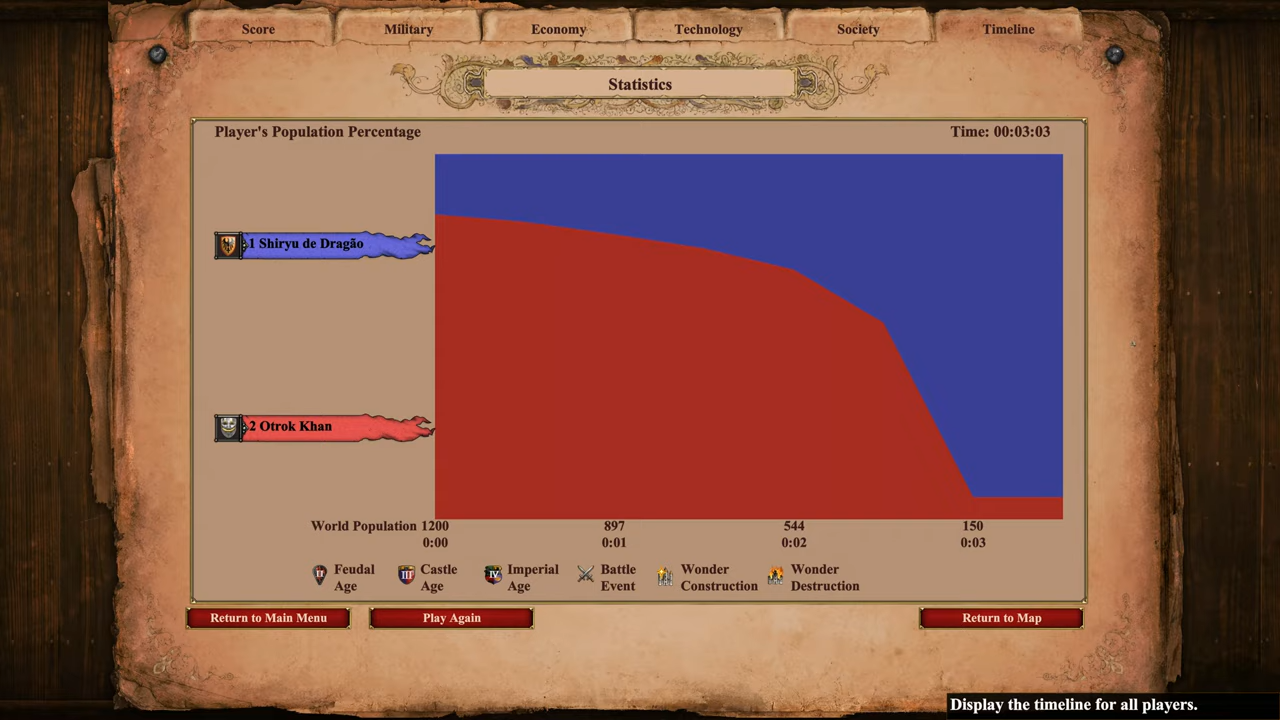 Score
Military
Economy
Technology
Society
Timeline
Statistics
Player's Population Percentage
Time: 00:03:03
1 Shiryu de Dragão
2 Otrok Khan
World Population 1200 897 544 150
0:00 0:01 0:02 0:03
II Feudal
Age
III Castle
Age
IV Imperial
Age
Battle
Event
Wonder
Construction
Wonder
Destruction
Return to Main Menu
Play Again
Return to Map
Display the timeline for all players.